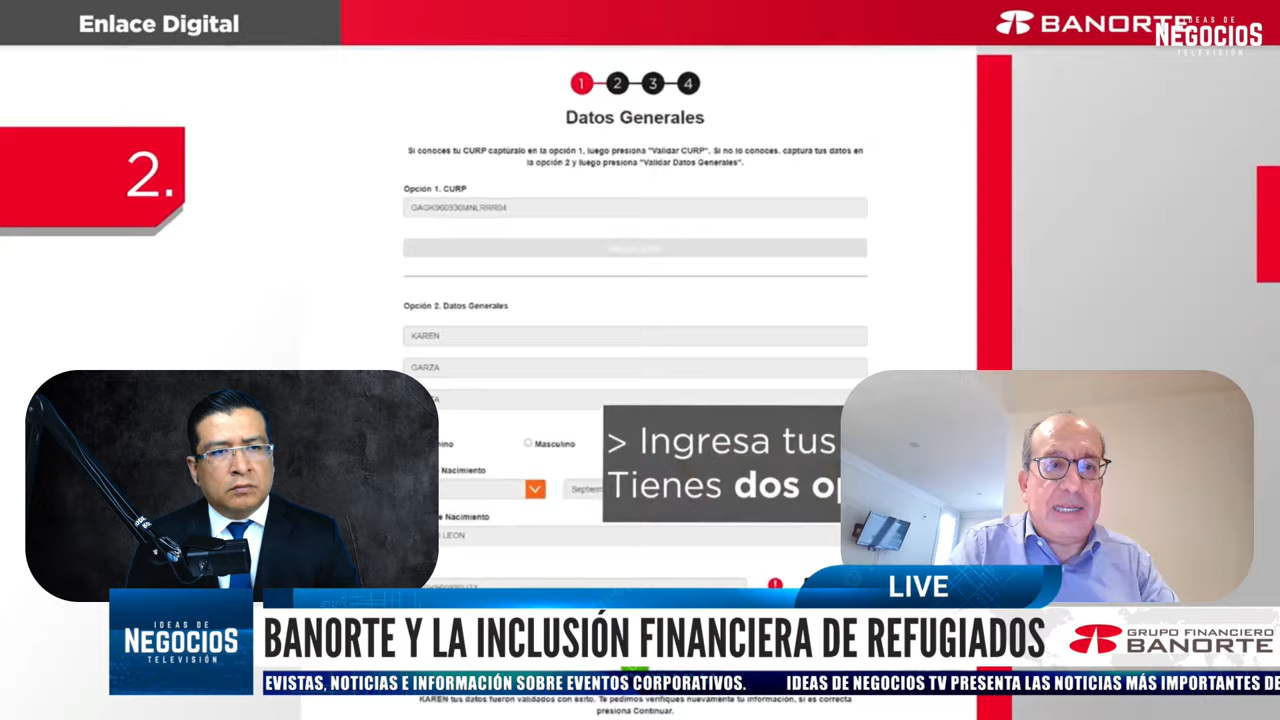 Enlace Digital
BANORTE
IDEAS DE
NEGOCIOS
TELEVISIÓN
1 2 3 4
Datos Generales
Si conoces tu CURP captúralo en la opción 1, luego presiona "Validar CURP". Si no lo conoces. captura tus datos en
la opción 2 y luego presiona "Validar Datos Generales".
2.
Opción 1. CURP
GAGK960930MNLRRR04
Opción 2. Datos Generales
KAREN
GARZA
Masculino
> Ingresa tus
Tienes dos
Nacimiento
e Nacimiento
LEON
LIVE
IDEAS DE
NEGOCIOS
TELEVISIÓN
BANORTE Y LA INCLUSIÓN FINANCIERA DE REFUGIADOS
GRUPO FINANCIERO
BANORTE
EVISTAS, NOTICIAS E INFORMACIÓN SOBRE EVENTOS CORPORATIVOS. IDEAS DE NEGOCIOS TV PRESENTA LAS NOTICIAS MÁS IMPORTANTES DE
KAREN tus datos fueron validados con éxito. Te pedimos verifiques nuevamente tu información, si es correcta
presiona Continuar.